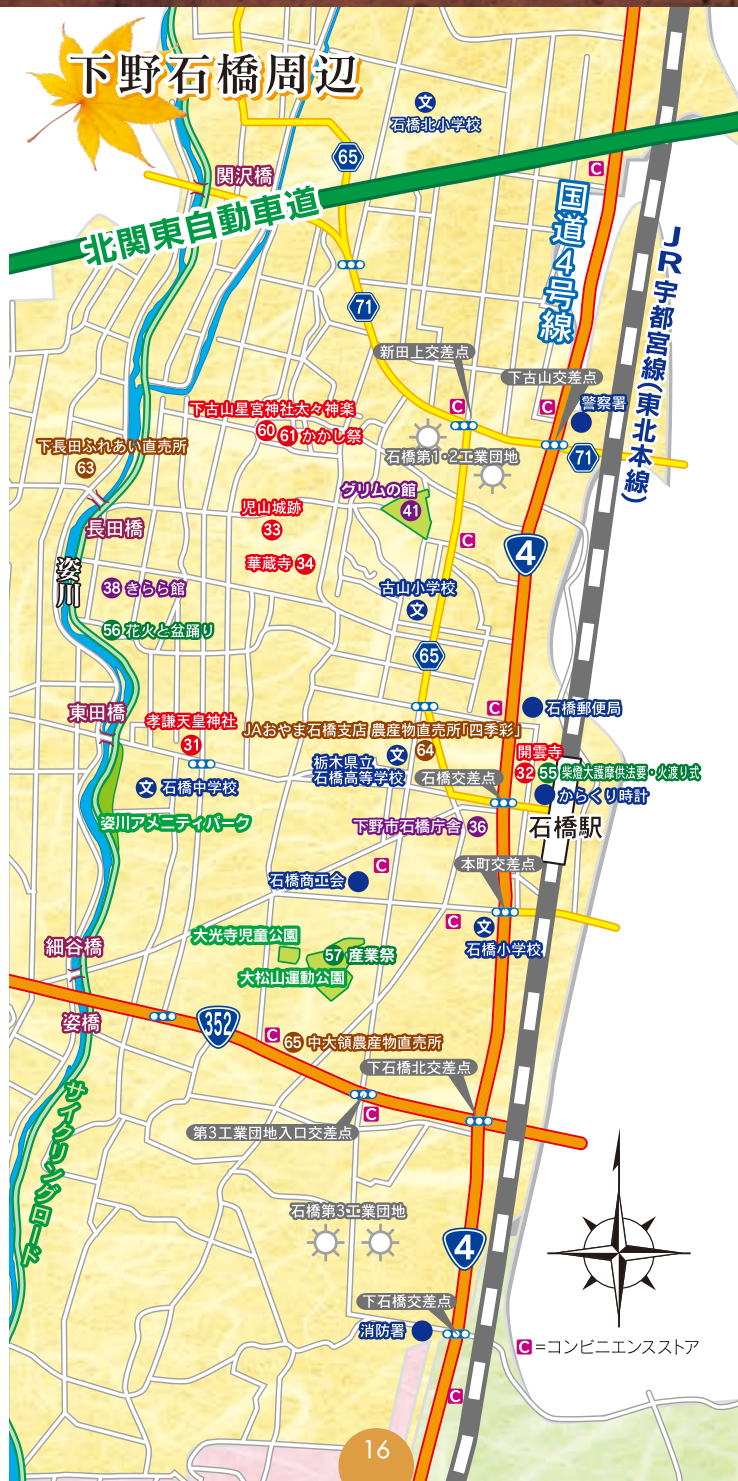 下野石橋周辺
文
石橋北小学校
65
C
関沢橋
北関東自動車道
国道4号線
JR宇都宮線(東北本線)
71
新田上交差点
下古山交差点
C
C
警察署
下古山星宮神社太々神楽
60 61 かかし祭
下長田ふれあい直売所
63
石橋第1・2工業団地
71
グリムの館
41
児山城跡
33
長田橋
C
4
華蔵寺 34
姿川
38 きらら館
古山小学校
文
56 花火と盆踊り
65
東田橋
C
石橋郵便局
孝謙天皇神社
31
JAおやま石橋支店 農産物直売所「四季彩」
64
栃木県立
石橋高等学校
文
開雲寺
32 55 柴燈大護摩供法要・火渡り式
石橋交差点
文 石橋中学校
からくり時計
姿川アメニティパーク
下野市石橋庁舎 36
石橋駅
C
本町交差点
石橋商工会
C
文
石橋小学校
大光寺児童公園
細谷橋
57 産業祭
大松山運動公園
姿橋
352
C
65 中大領農産物直売所
下石橋北交差点
C
第3工業団地入口交差点
サイクリングロード
石橋第3工業団地
4
下石橋交差点
消防署
C=コンビニエンスストア
C
16